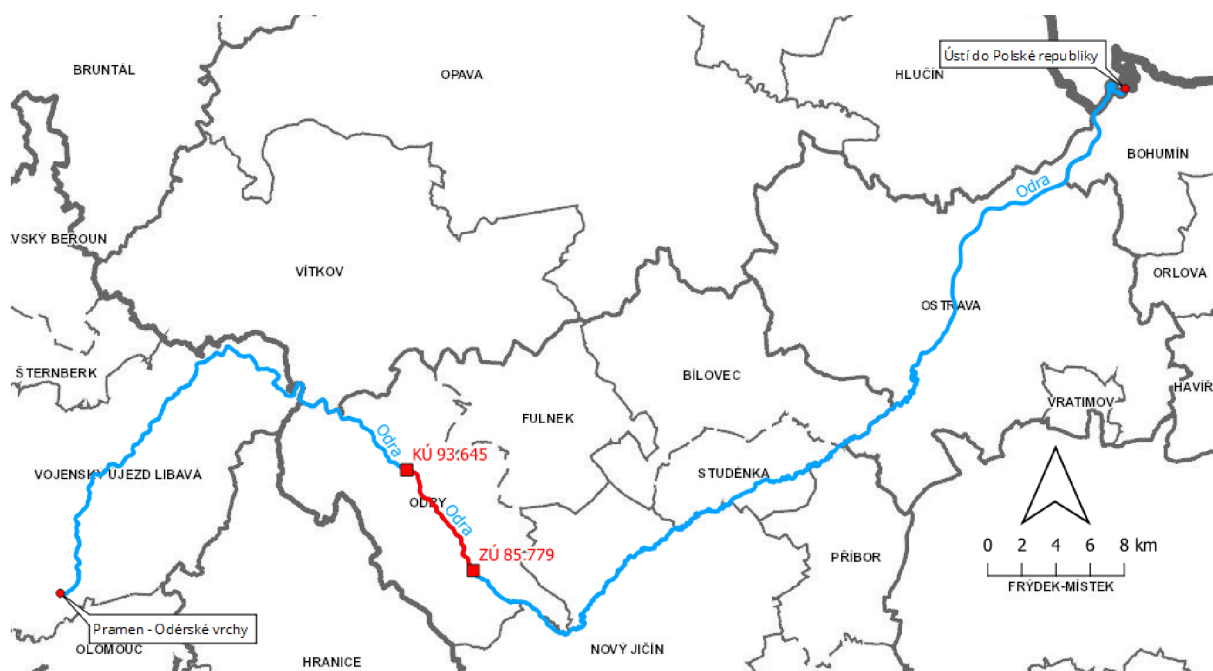 Ústí do Polské republiky
BRUNTÁL
OPAVA
HLUČÍN
BOHUMÍN
Odra
VSKÝ BEROUN
VÍTKOV
ORLOVÁ
OSTRAVA
ŠTERNBERK
BÍLOVEC
HAVÍŘ
VRATIMOV
FULNEK
Odra
KÚ 93.645
VOJENSKÝ ÚJEZD LIBAVÁ
STUDÉNKA
ODRY
Odra
ZÚ 85.779
PŘÍBOR
0 2 4 6 8 km
FRÝDEK-MÍSTEK
Pramen - Oderské vrchy
OLOMOUC
HRANICE
NOVÝ JIČÍN